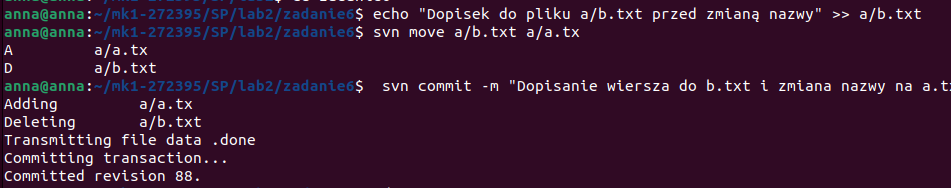 anna@anna:~/mk1-272395/SP/lab2/zadanie6$ echo "Dopisek do pliku a/b.txt przed zmianą nazwy" >> a/b.txt
anna@anna:~/mk1-272395/SP/lab2/zadanie6$ svn move a/b.txt a/a.tx
A         a/a.tx
D         a/b.txt
anna@anna:~/mk1-272395/SP/lab2/zadanie6$  svn commit -m "Dopisanie wiersza do b.txt i zmiana nazwy na a.tx
Adding         a/a.tx
Deleting       a/b.txt
Transmitting file data .done
Committing transaction...
Committed revision 88.